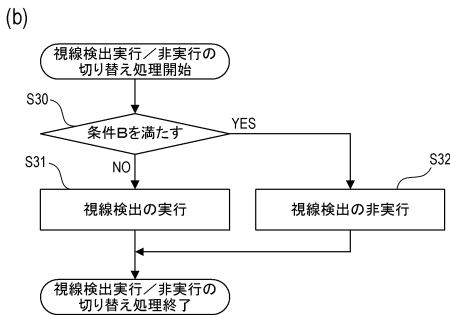 (b)
視線検出実行／非実行の
切り替え処理開始
S30
条件Bを満たす
YES
NO
S31
S32
視線検出の実行
視線検出の非実行
視線検出実行／非実行の
切り替え処理終了